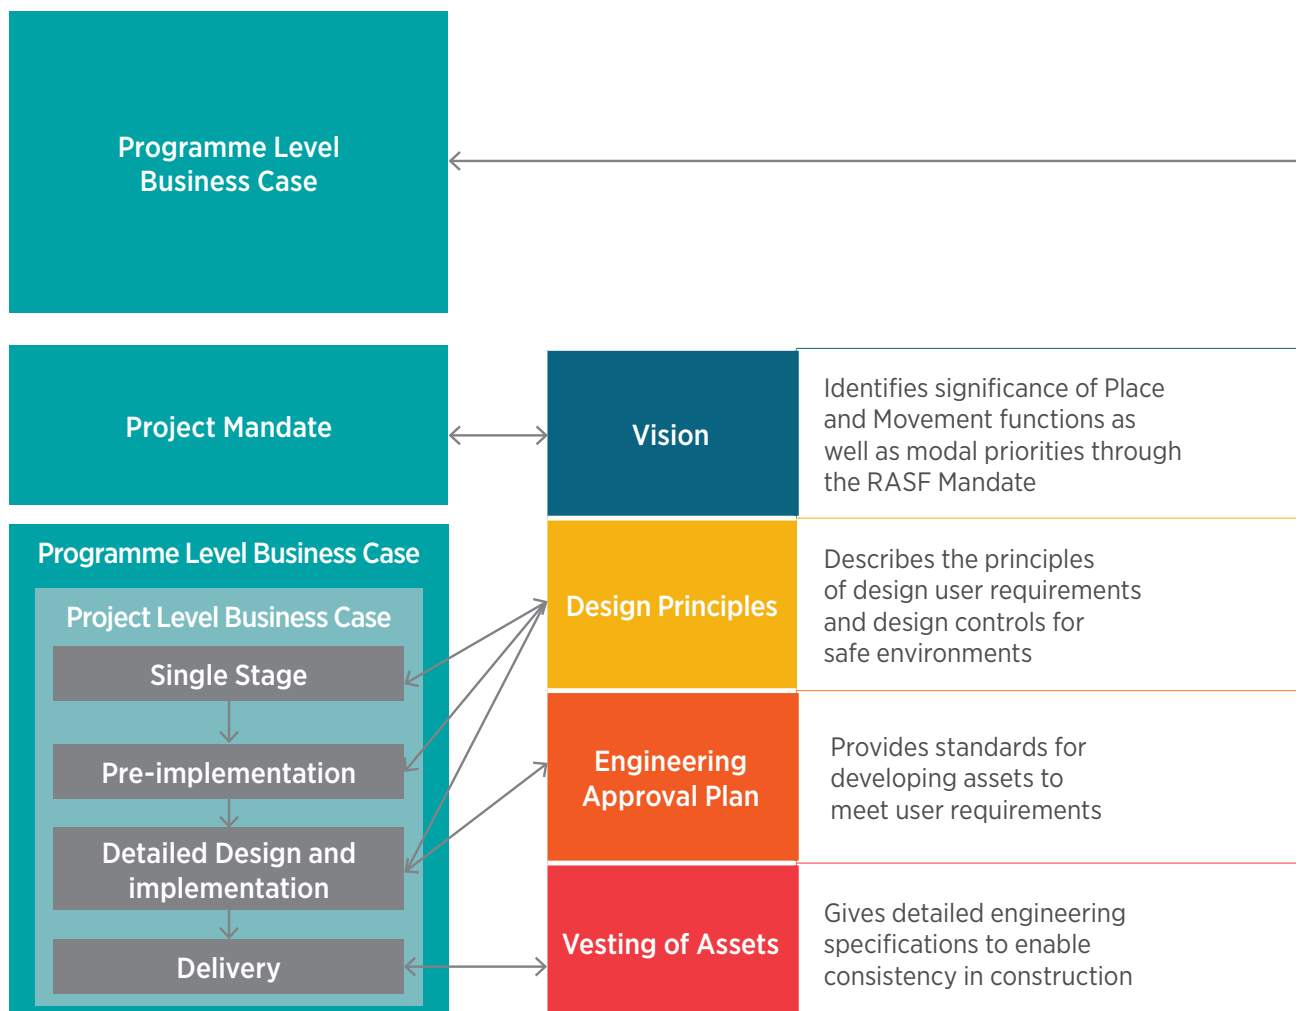 Programme Level
Business Case
Project Mandate
Vision
Identifies significance of Place
and Movement functions as
well as modal priorities through
the RASF Mandate
Programme Level Business Case
Project Level Business Case
Single Stage
Pre-implementation
Detailed Design and
implementation
Delivery
Design Principles
Describes the principles
of design user requirements
and design controls for
safe environments
Engineering
Approval Plan
Provides standards for
developing assets to
meet user requirements
Vesting of Assets
Gives detailed engineering
specifications to enable
consistency in construction